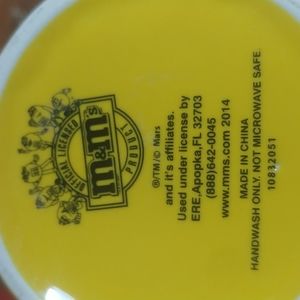 OFFICIAL LICENSED
m&m's
PRODUCT
®/TM/© Mars
and it's affiliates.
Used under license by
ERE,Apopka,FL 32703
(888)642-0045
www.mms.com 2014
MADE IN CHINA
HANDWASH ONLY. NOT MICROWAVE SAFE.
10832051